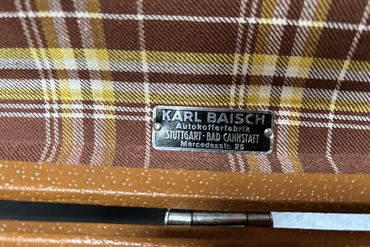 KARL BAISCH
Autokofferfabrik
STUTTGART-BAD CANNSTATT
Mercedesstr. 25